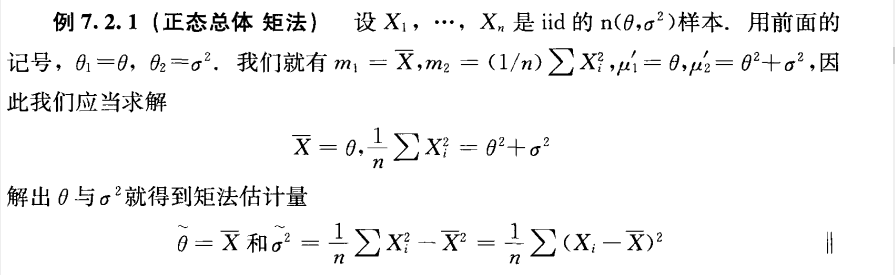 例 7.2.1 (正态总体 矩法) 设 X₁, …, Xₙ 是 iid 的 n(θ,σ²)样本. 用前面的
记号, θ₁=θ, θ₂=σ². 我们就有 m₁ = X̄, m₂ = (1/n) ∑ Xᵢ², μ₁′ = θ, μ₂′ = θ²+σ², 因
此我们应当求解
X̄ = θ, 1/n ∑ Xᵢ² = θ²+σ²
解出 θ 与 σ² 就得到矩法估计量
θ̃ = X̄ 和 σ̃² = 1/n ∑ Xᵢ² − X̄² = 1/n ∑ (Xᵢ − X̄)² ‖